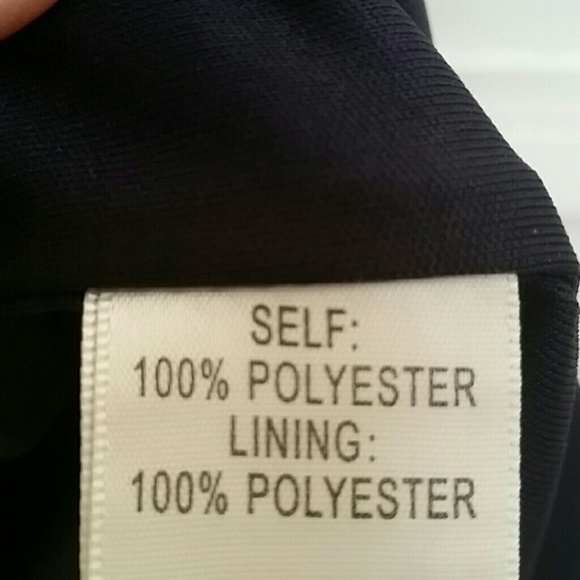 SELF:
100% POLYESTER
LINING:
100% POLYESTER